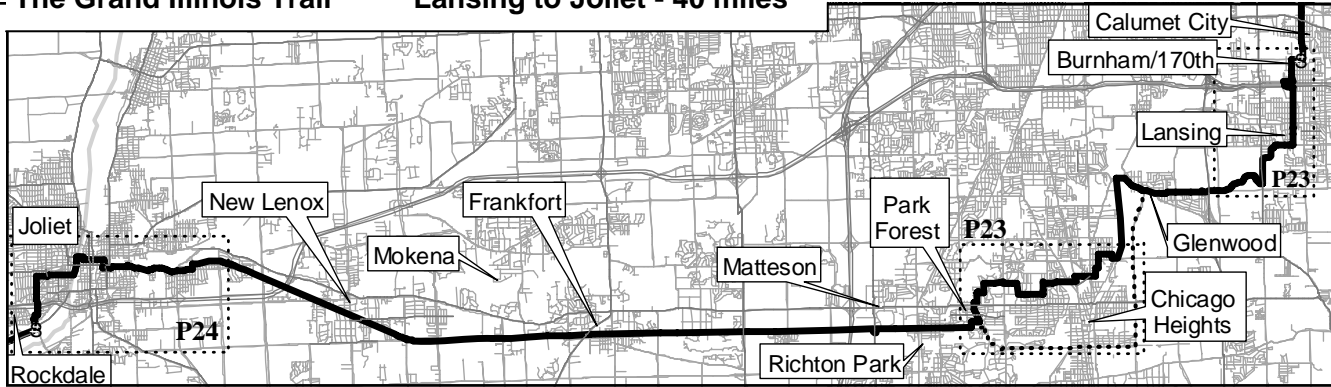 The Grand Illinois Trail Lansing to Joliet - 40 miles
Calumet City
Burnham/170th
Lansing
P23
New Lenox
Frankfort
Park
Forest
P23
Joliet
Mokena
Matteson
Glenwood
Chicago
Heights
P24
Richton Park
Rockdale